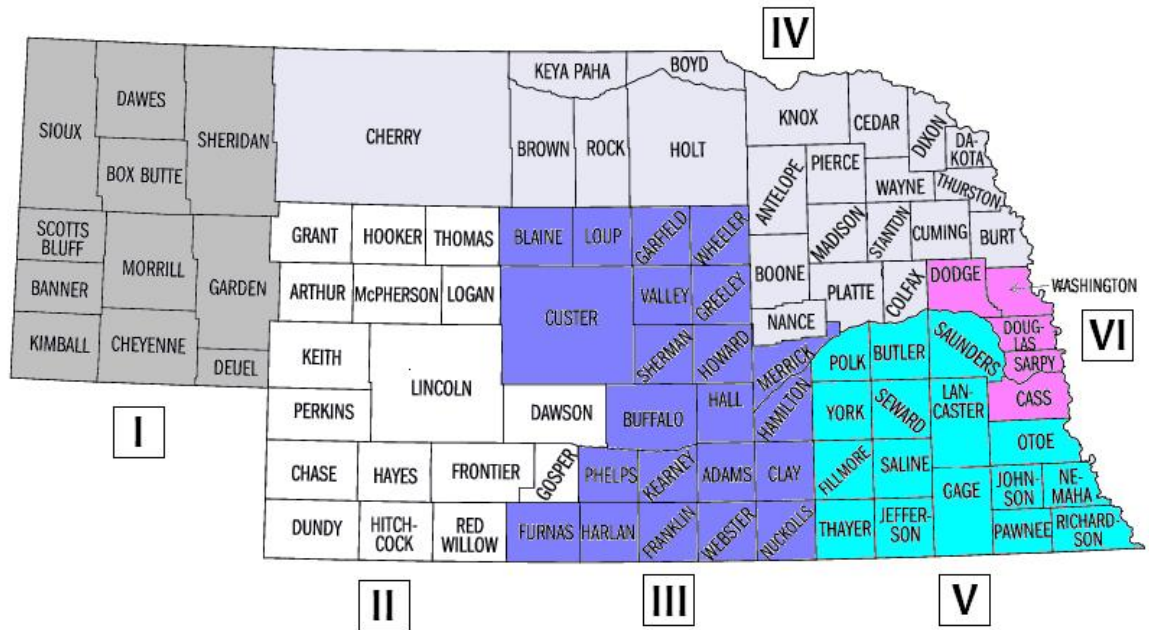 IV
KEYA PAHA
BOYD
KNOX
CEDAR
DIXON
DA-
KOTA
SIOUX
DAWES
SHERIDAN
CHERRY
BROWN
ROCK
HOLT
ANTELOPE
PIERCE
WAYNE
THURSTON
BOX BUTTE
SCOTTS
BLUFF
MORRILL
GARDEN
GRANT
HOOKER
THOMAS
BLAINE
LOUP
GARFIELD
WHEELER
BOONE
MADISON
STANTON
CUMING
BURT
BANNER
ARTHUR
McPHERSON
LOGAN
CUSTER
VALLEY
GREELEY
PLATTE
COLFAX
DODGE
WASHINGTON
KIMBALL
CHEYENNE
DEUEL
KEITH
LINCOLN
SHERMAN
HOWARD
NANCE
MERRICK
POLK
BUTLER
SAUNDERS
DOUG-
LAS
SARPY
VI
PERKINS
DAWSON
BUFFALO
HALL
HAMILTON
YORK
SEWARD
LAN-
CASTER
CASS
I
CHASE
HAYES
FRONTIER
GOSPER
PHELPS
KEARNEY
ADAMS
CLAY
FILLMORE
SALINE
GAGE
OTOE
JOHN-
SON
NE-
MAHA
DUNDY
HITCH-
COCK
RED
WILLOW
FURNAS
HARLAN
FRANKLIN
WEBSTER
NUCKOLLS
THAYER
JEFFER-
SON
PAWNEE
RICHARD-
SON
II
III
V